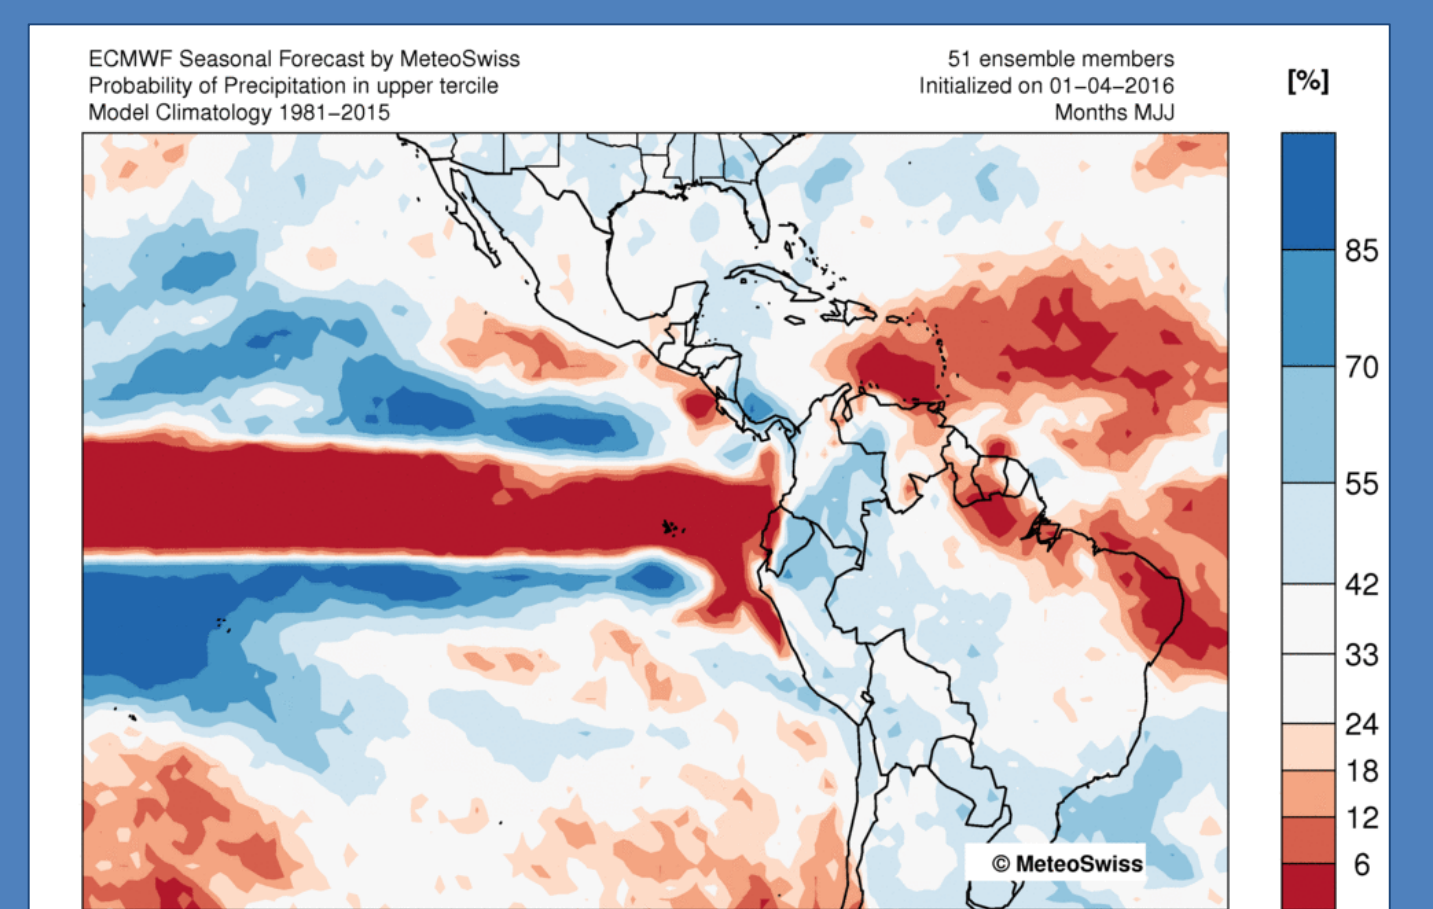 ECMWF Seasonal Forecast by MeteoSwiss
Probability of Precipitation in upper tercile
Model Climatology 1981−2015
51 ensemble members
Initialized on 01−04−2016
Months MJJ
[%]
85
70
55
42
33
24
18
12
6
© MeteoSwiss